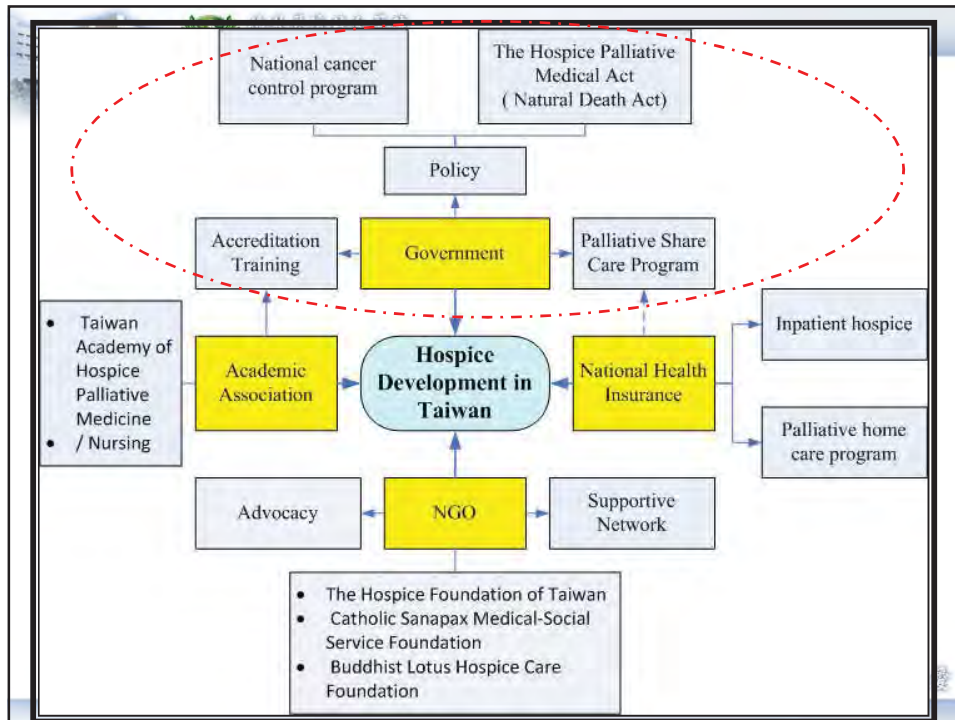 National cancer
control program
The Hospice Palliative
Medical Act
( Natural Death Act)
Policy
Accreditation
Training
Government
Palliative Share
Care Program
• Taiwan
Academy of
Hospice
Palliative
Medicine
• / Nursing
Academic
Association
Hospice
Development in
Taiwan
National Health
Insurance
Inpatient hospice
Palliative home
care program
Advocacy
NGO
Supportive
Network
• The Hospice Foundation of Taiwan
• Catholic Sanapax Medical-Social
Service Foundation
• Buddhist Lotus Hospice Care
Foundation